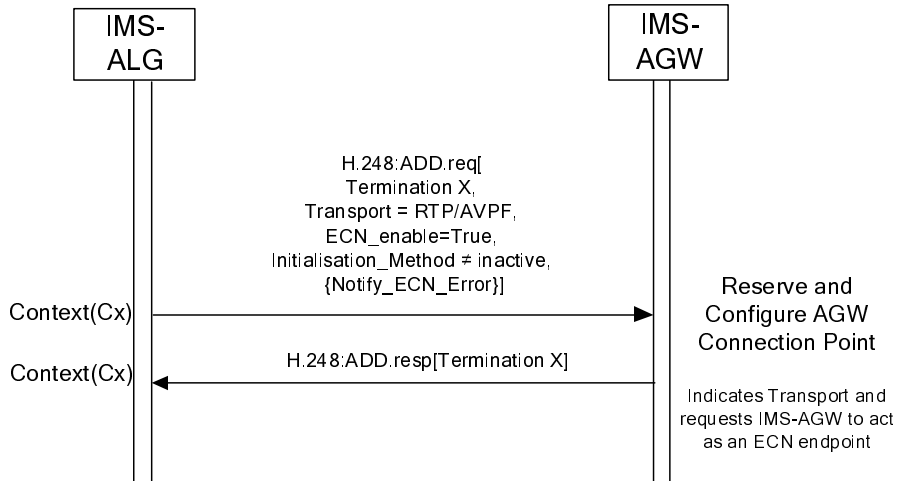 IMS-
ALG
IMS-
AGW
H.248:ADD.req[
Termination X,
Transport = RTP/AVPF,
ECN_enable=True,
Initialisation_Method ≠ inactive,
{Notify_ECN_Error}]
Context(Cx)
Reserve and
Configure AGW
Connection Point
H.248:ADD.resp[Termination X]
Context(Cx)
Indicates Transport and
requests IMS-AGW to act
as an ECN endpoint